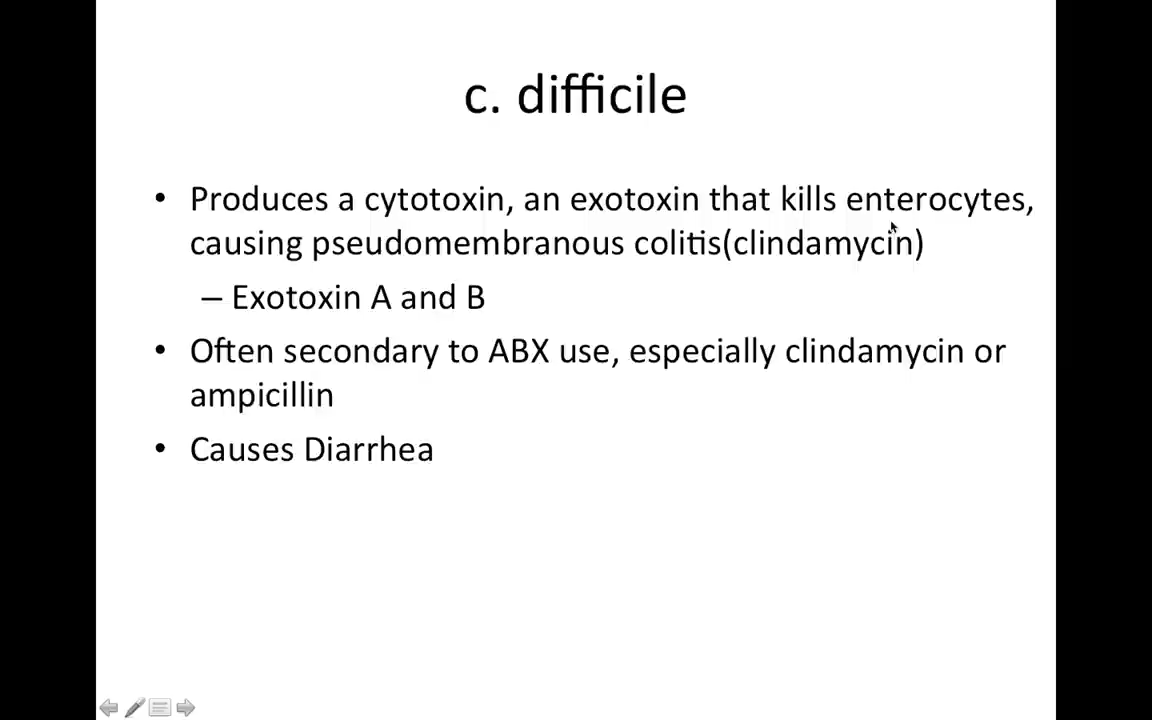 c. difficile
• Produces a cytotoxin, an exotoxin that kills enterocytes,
causing pseudomembranous colitis(clindamycin)
– Exotoxin A and B
• Often secondary to ABX use, especially clindamycin or
ampicillin
• Causes Diarrhea